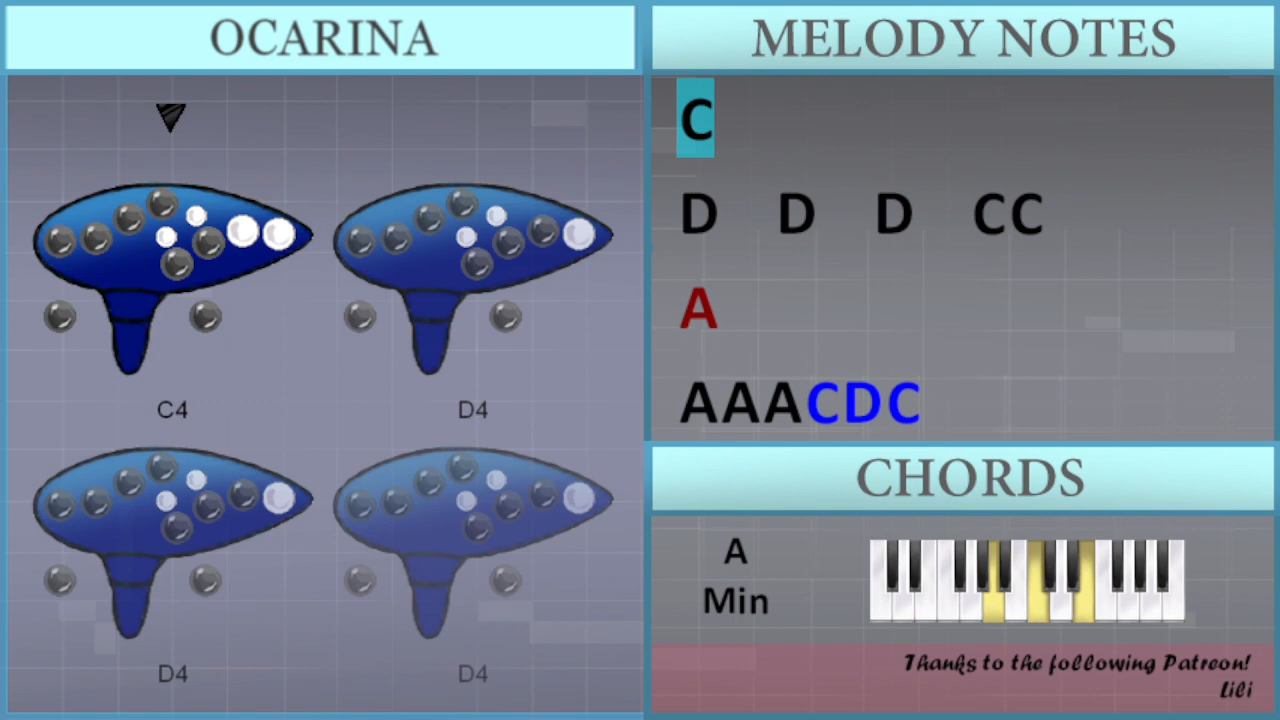 OCARINA
C4 D4
D4 D4
MELODY NOTES
C
D D D CC
A
AAACDC
CHORDS
A
Min
Thanks to the following Patreon!
Lili